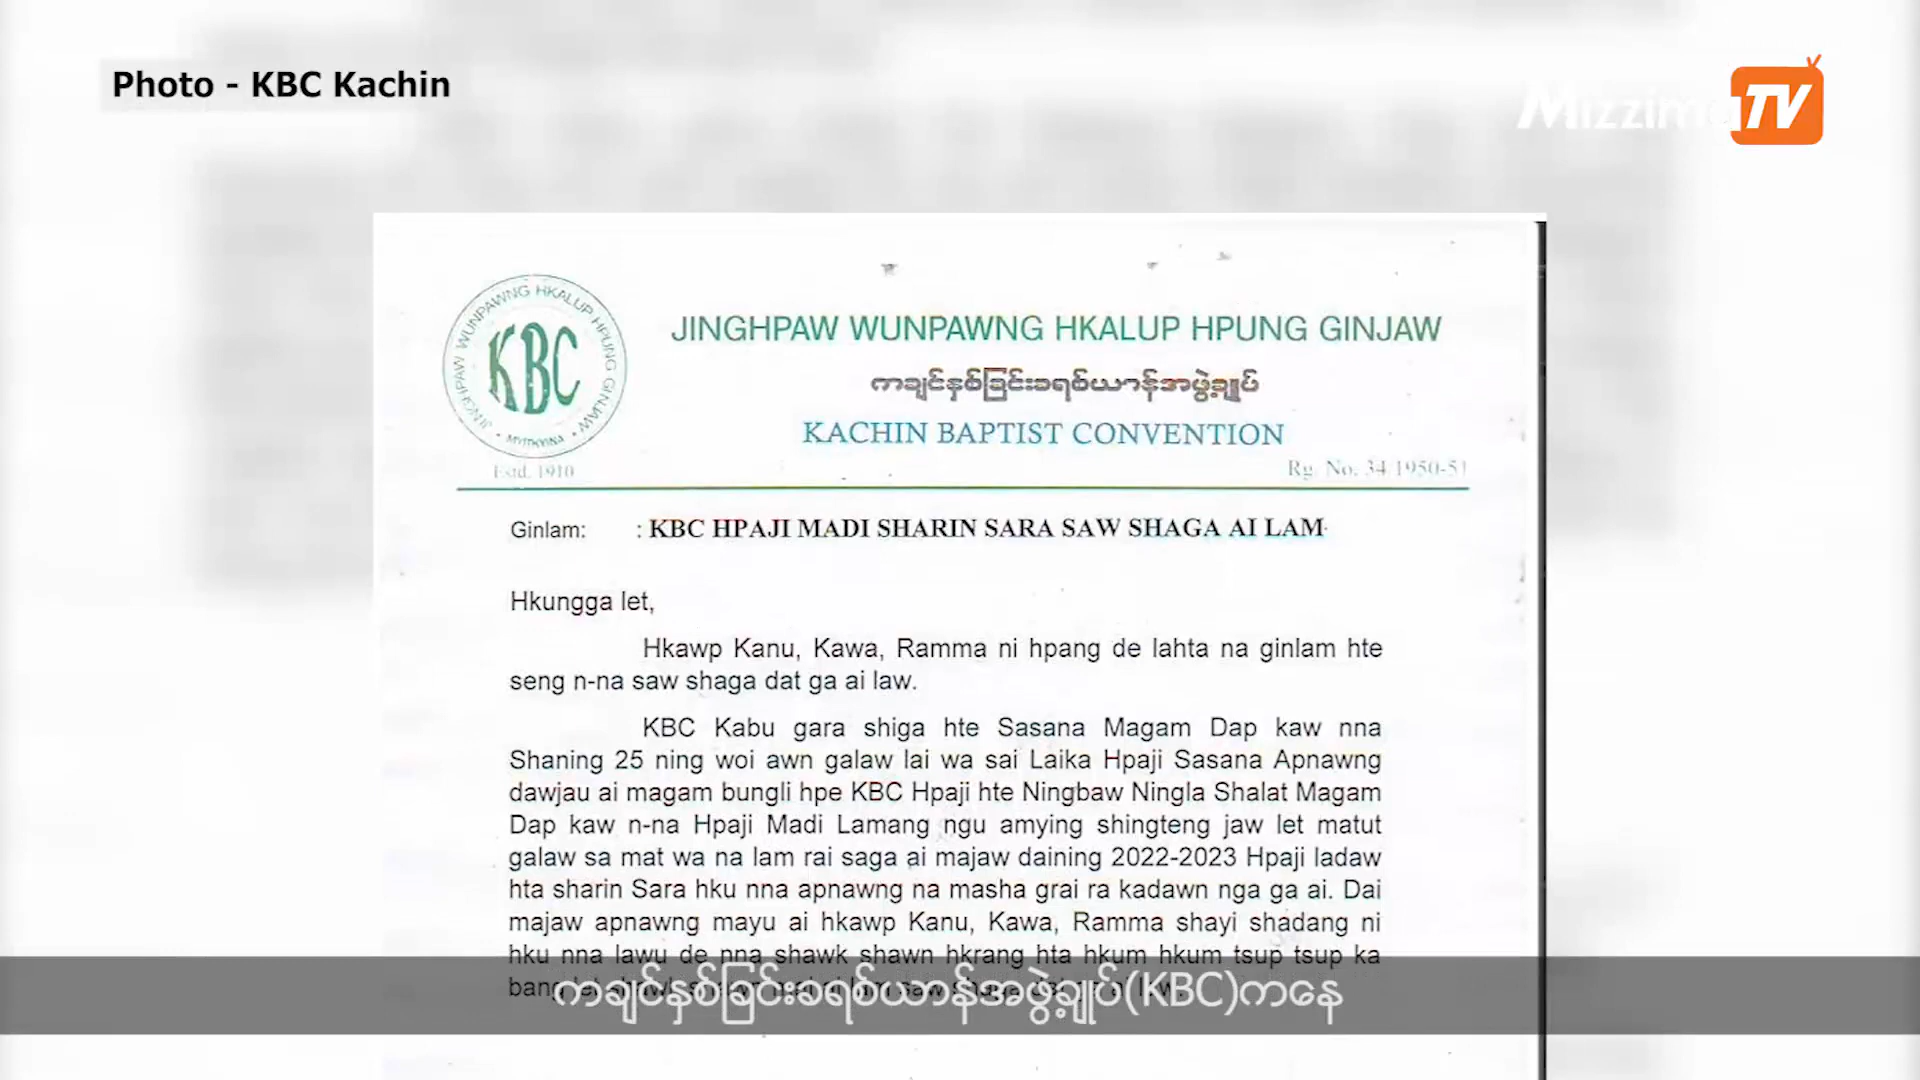 Photo - KBC Kachin
MizzimaTV
JINGHPAW WUNPAWNG HKALUP HPUNG GINJAW
KBC
MYITKYINA
JINGHPAW WUNPAWNG HKALUP HPUNG GINJAW
ကချင်နှစ်ခြင်းခရစ်ယာန်အဖွဲ့ချုပ်
KACHIN BAPTIST CONVENTION
Estd. 1910
Rg. No. 34/1950-51
Ginlam: : KBC HPAJI MADI SHARIN SARA SAW SHAGA AI LAM
Hkungga let,
Hkawp Kanu, Kawa, Ramma ni hpang de lahta na ginlam hte
seng n-na saw shaga dat ga ai law.
KBC Kabu gara shiga hte Sasana Magam Dap kaw nna
Shaning 25 ning woi awn galaw lai wa sai Laika Hpaji Sasana Apnawng
dawjau ai magam bungli hpe KBC Hpaji hte Ningbaw Ningla Shalat Magam
Dap kaw n-na Hpaji Madi Lamang ngu amying shingteng jaw let matut
galaw sa mat wa na lam rai saga ai majaw daining 2022-2023 Hpaji ladaw
hta sharin Sara hku nna apnawng na masha grai ra kadawn nga ga ai. Dai
majaw apnawng mayu ai hkawp Kanu, Kawa, Ramma shayi shadang ni
hku nna lawu de nna shawk shawn hkrang hta hkum hkum tsup tsup ka
bang let
ကချင်နှစ်ခြင်းခရစ်ယာန်အဖွဲ့ချုပ်(KBC)ကနေ